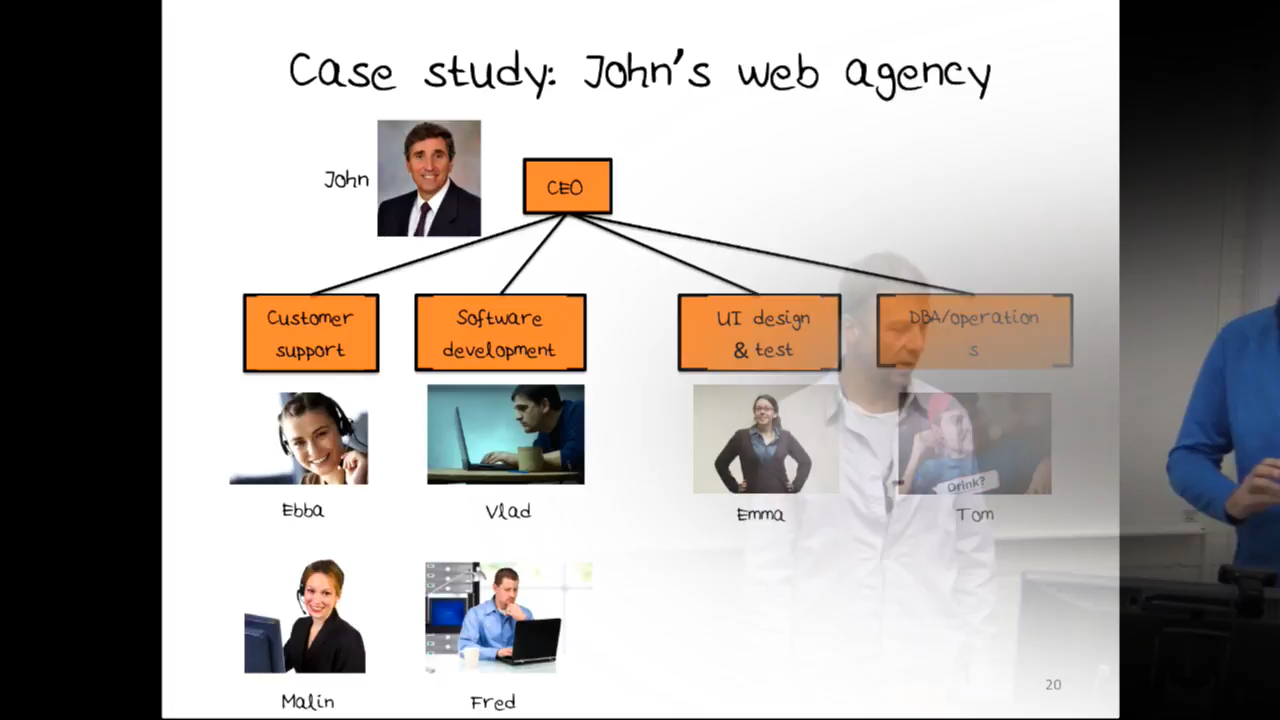 Case study: John's web agency
John
CEO
Customer
support
Software
development
UI design
& test
DBA/operation
s
Drink?
Ebba
Vlad
Emma
Tom
Malin
Fred
20